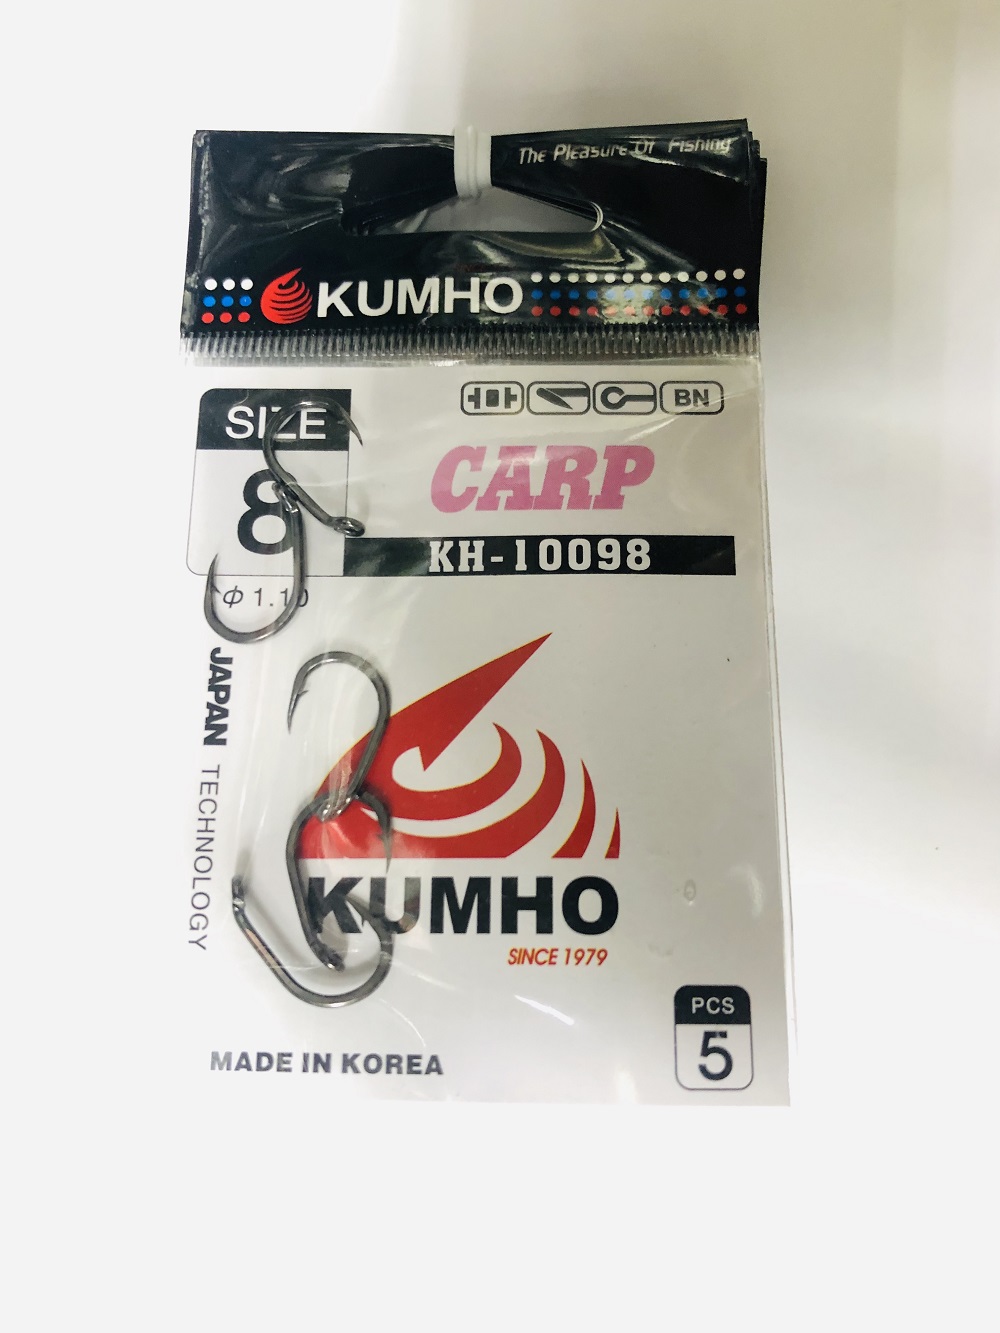 The Pleasure Of Fishing
KUMHO
SIZE
8
φ 1.10
BN
CARP
KH-10098
JAPAN TECHNOLOGY
KUMHO
SINCE 1979
MADE IN KOREA
PCS
5